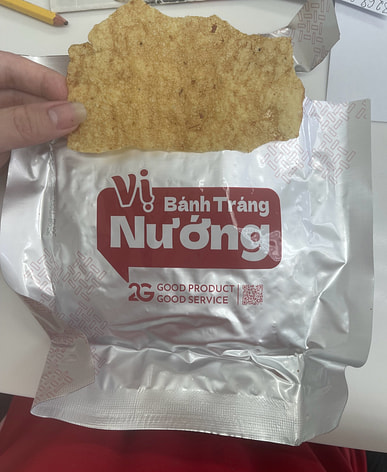 Vị
Bánh Tráng
Nướng
2G GOOD PRODUCT
GOOD SERVICE